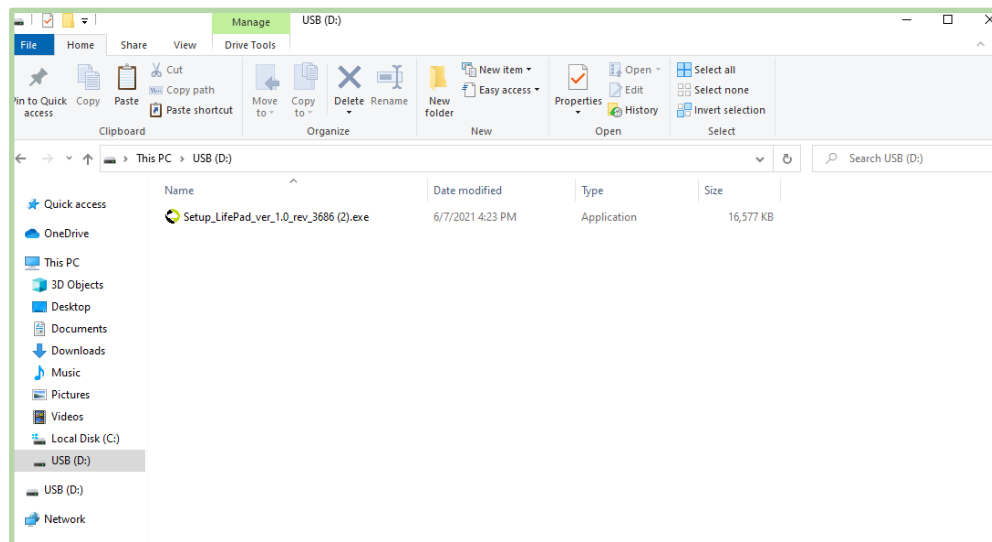 Manage USB (D:)
File Home Share View Drive Tools
Pin to Quick access
Copy
Paste
Cut
Copy path
Paste shortcut
Clipboard
Move to
Copy to
Delete
Rename
Organize
New folder
New item
Easy access
New
Properties
Open
Edit
History
Open
Select all
Select none
Invert selection
Select
This PC > USB (D:)
Search USB (D:)
Name Date modified Type Size
Setup_LifePad_ver_1.0_rev_3686 (2).exe 6/7/2021 4:23 PM Application 16,577 KB
Quick access
OneDrive
This PC
3D Objects
Desktop
Documents
Downloads
Music
Pictures
Videos
Local Disk (C:)
USB (D:)
USB (D:)
Network